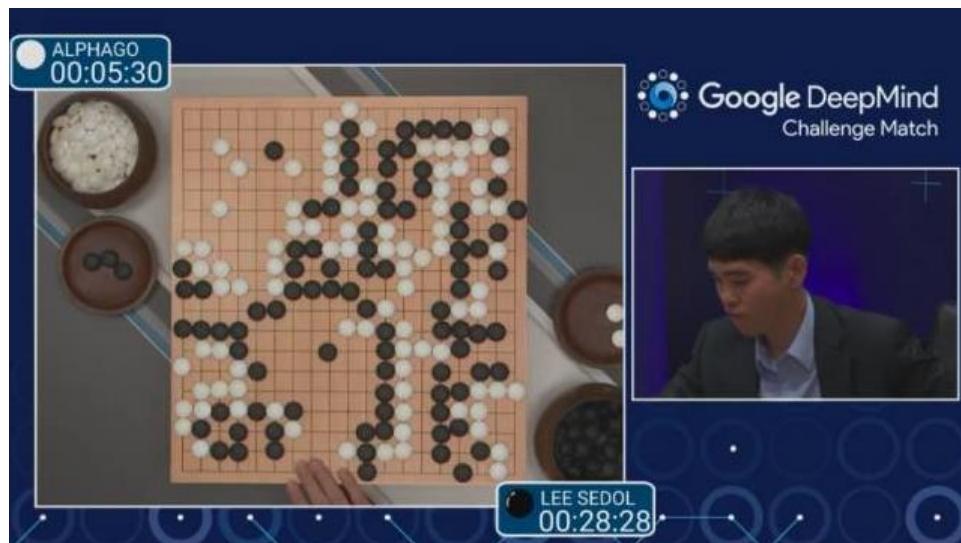 ALPHAGO
00:05:30
Google DeepMind
Challenge Match
LEE SEDOL
00:28:28